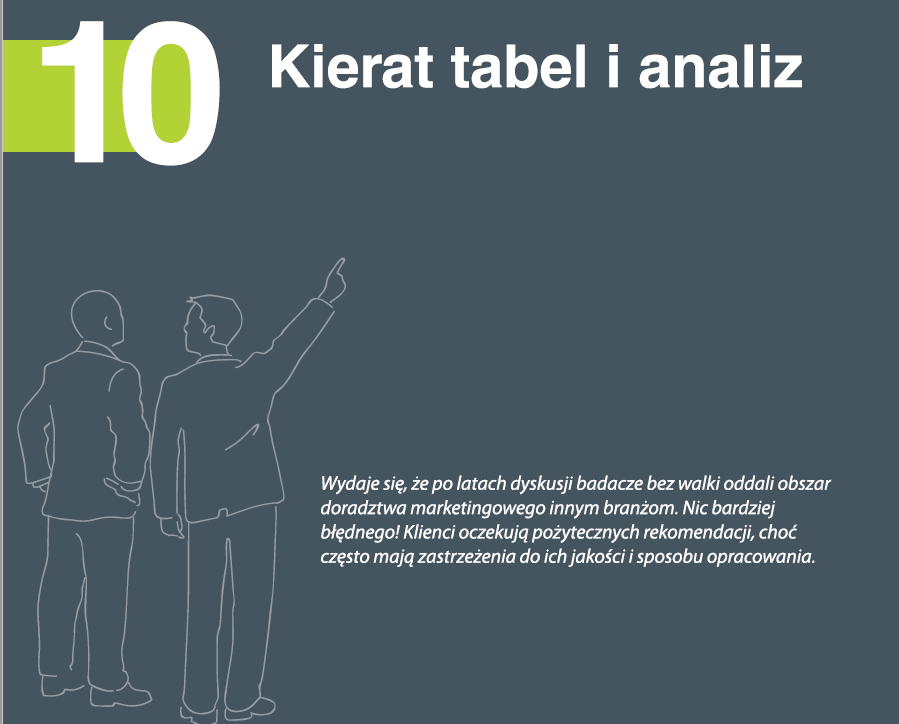 10
Kierat tabel i analiz
Wydaje się, że po latach dyskusji badacze bez walki oddali obszar
doradztwa marketingowego innym branżom. Nic bardziej
błędnego! Klienci oczekują pożytecznych rekomendacji, choć
często mają zastrzeżenia do ich jakości i sposobu opracowania.